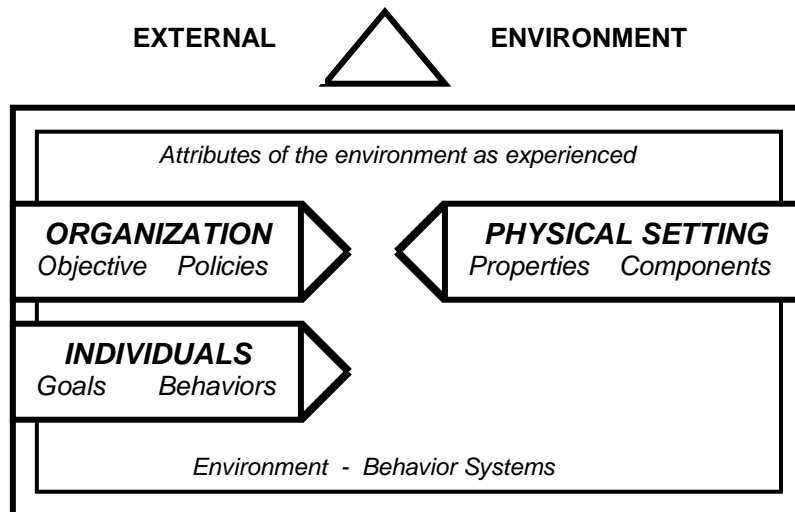 EXTERNAL ENVIRONMENT
Attributes of the environment as experienced
ORGANIZATION
Objective Policies
PHYSICAL SETTING
Properties Components
INDIVIDUALS
Goals Behaviors
Environment - Behavior Systems